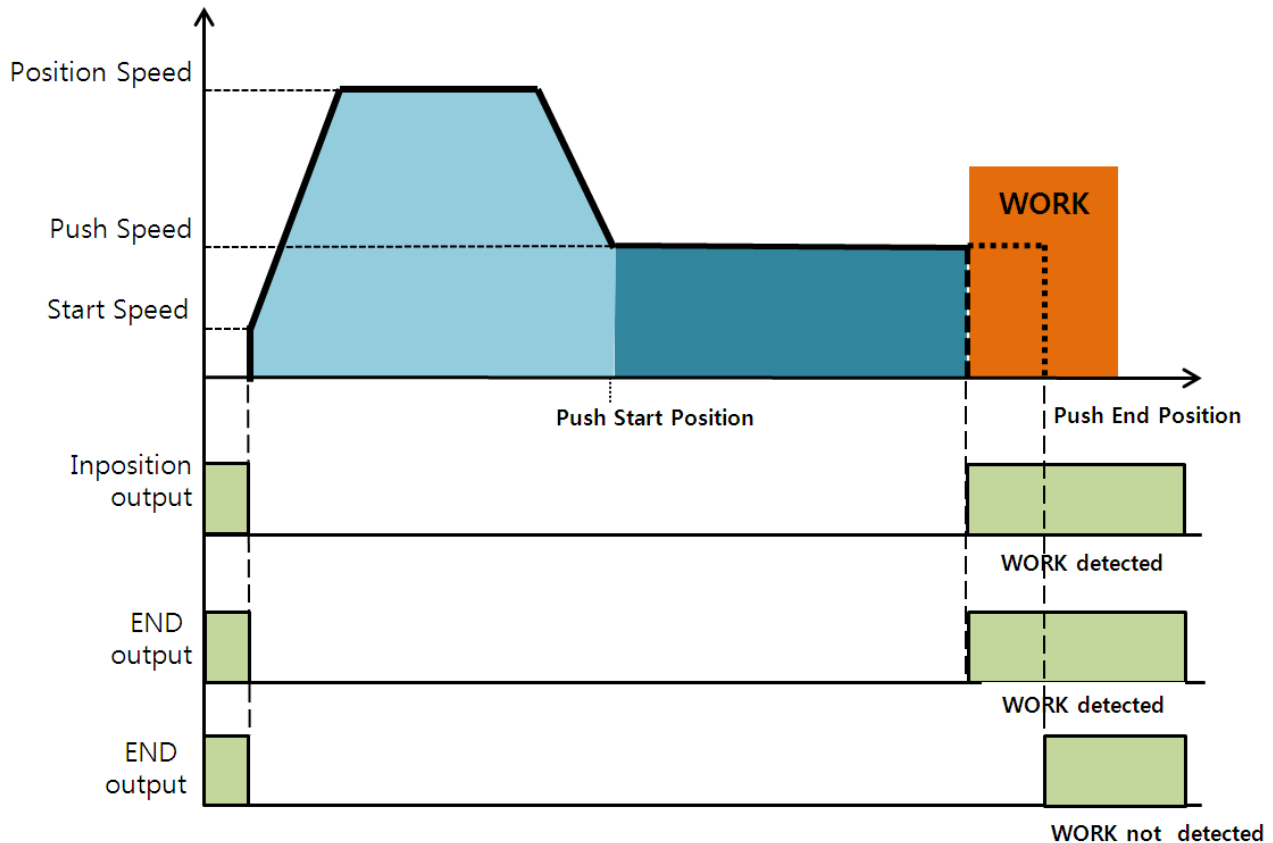 Position Speed
WORK
Push Speed
Start Speed
Push Start Position
Push End Position
Inposition
output
WORK detected
END
output
WORK detected
END
output
WORK not detected